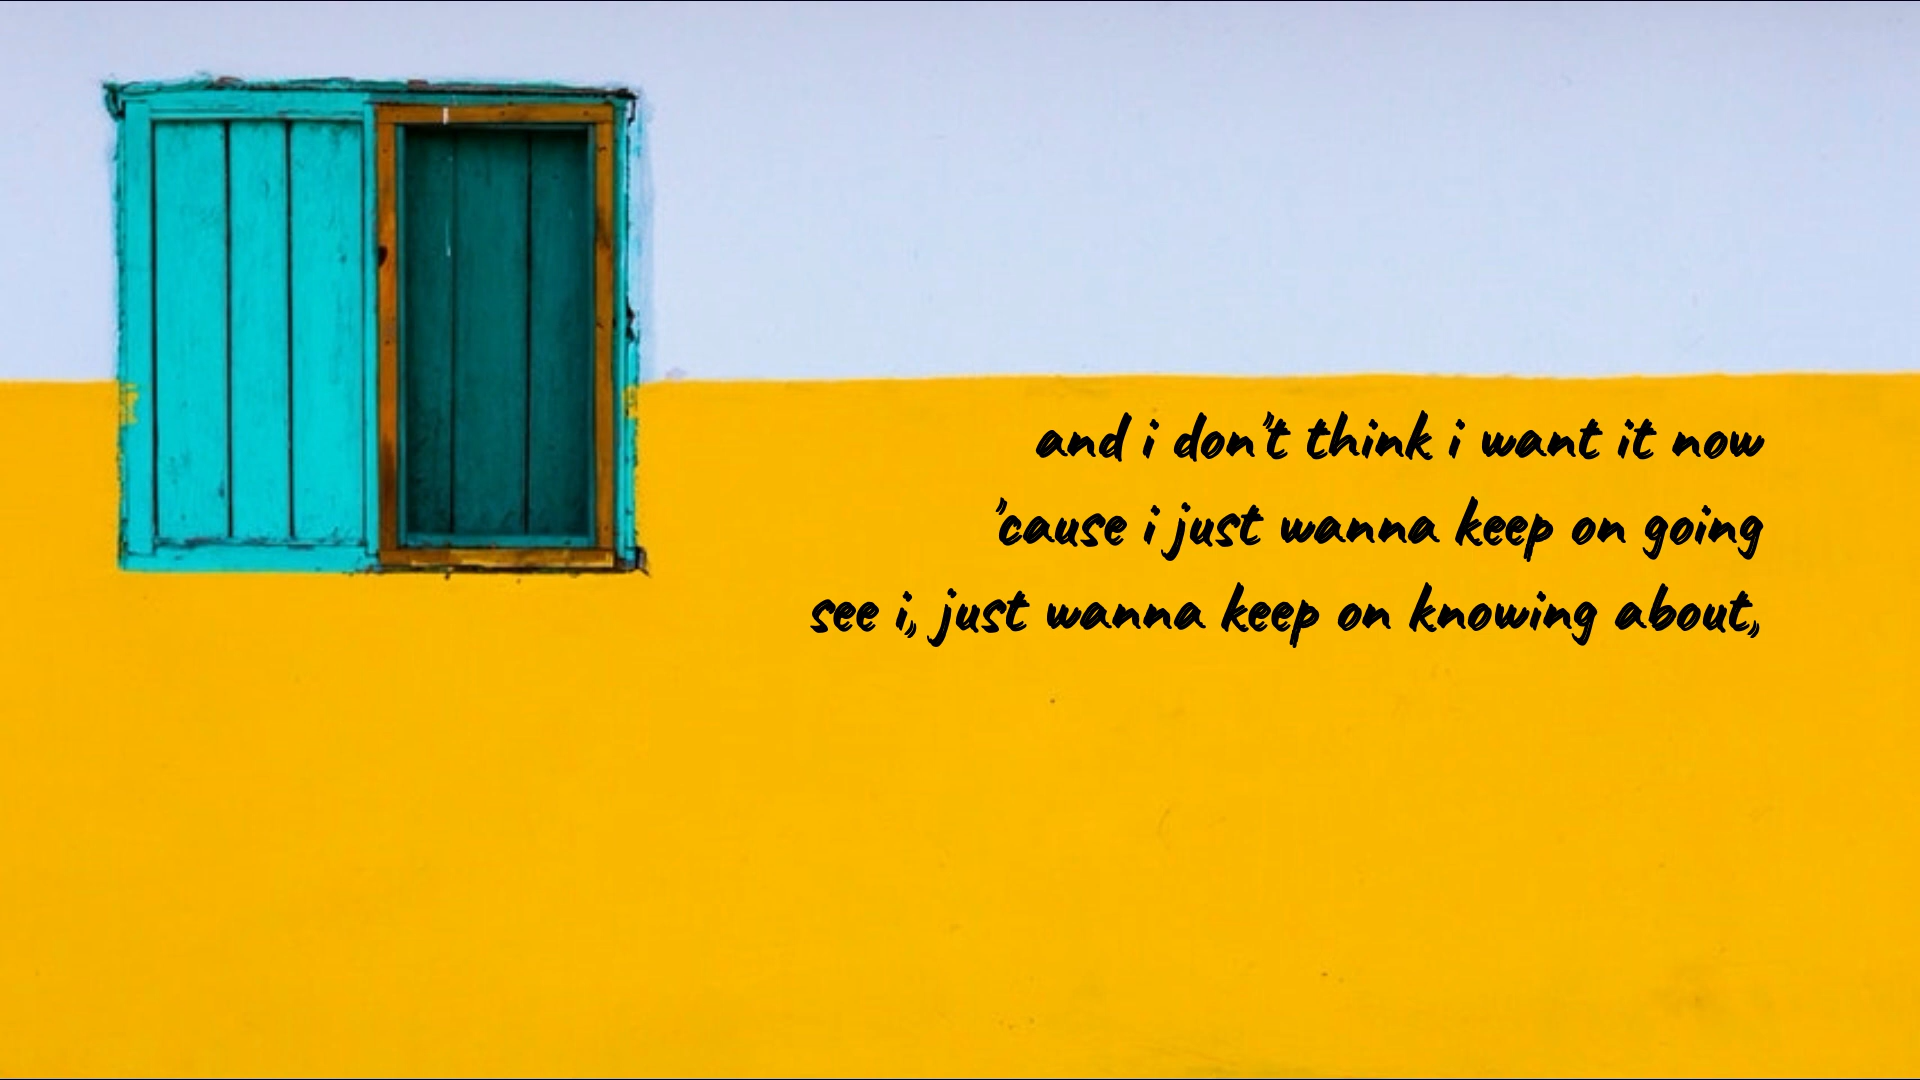 and i don't think i want it now
'cause i just wanna keep on going
see i, just wanna keep on knowing about,